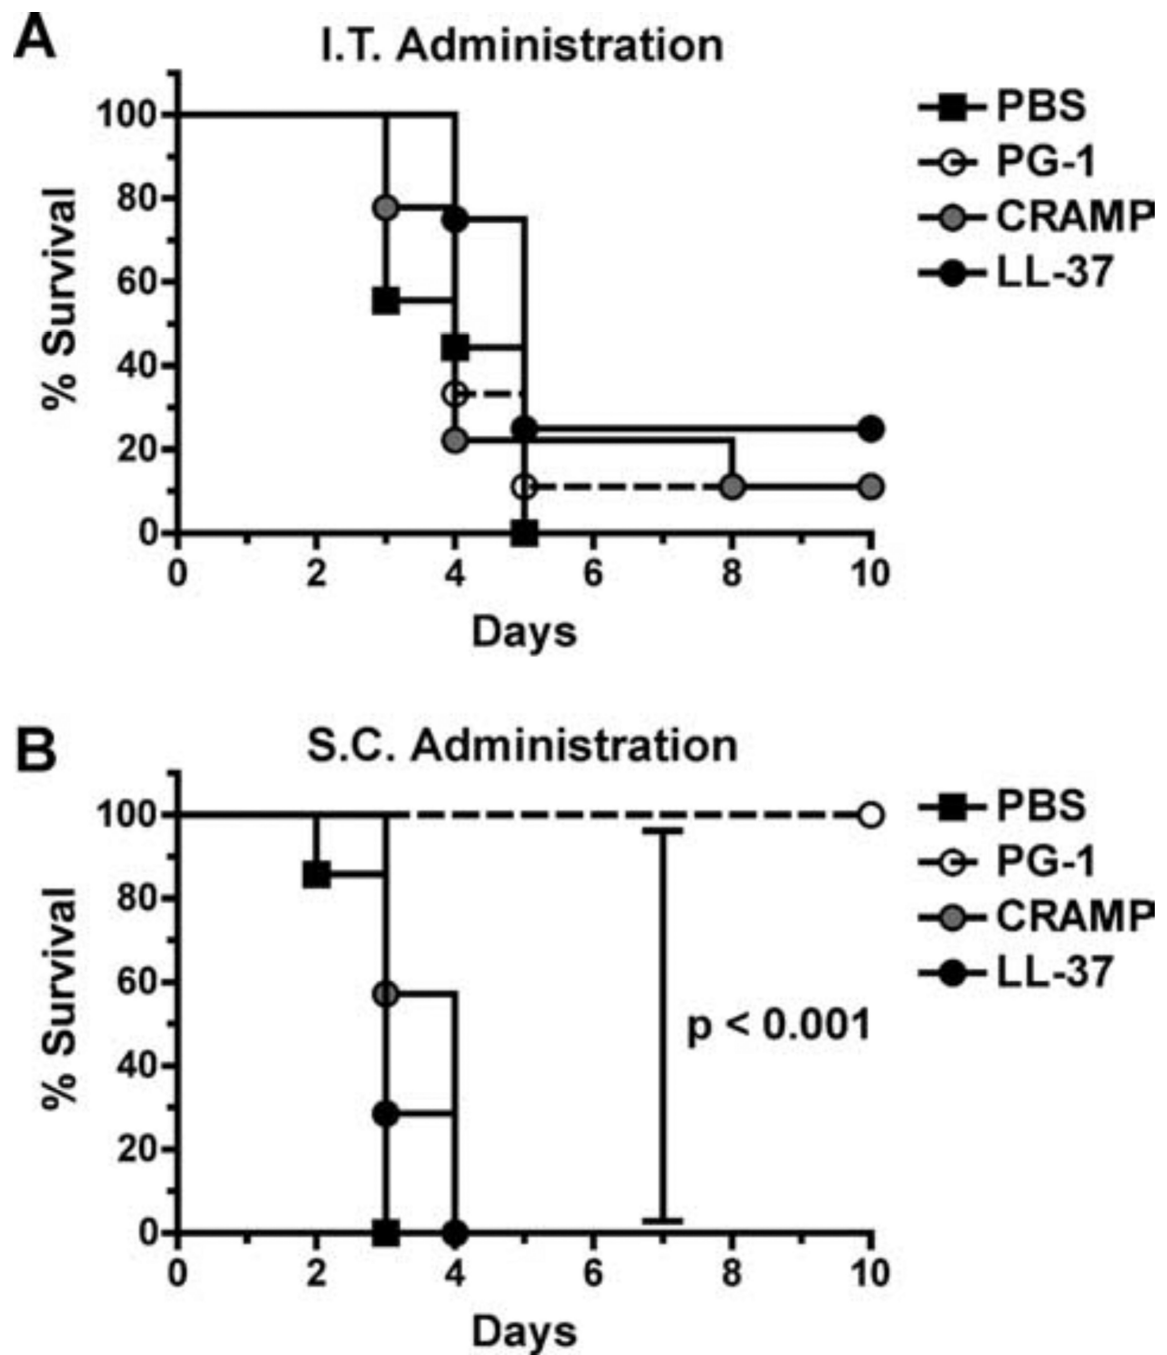 A
I.T. Administration
PBS
PG-1
CRAMP
LL-37
% Survival
100
80
60
40
20
0
0 2 4 6 8 10
Days
B
S.C. Administration
PBS
PG-1
CRAMP
LL-37
% Survival
100
80
60
40
20
0
p < 0.001
0 2 4 6 8 10
Days